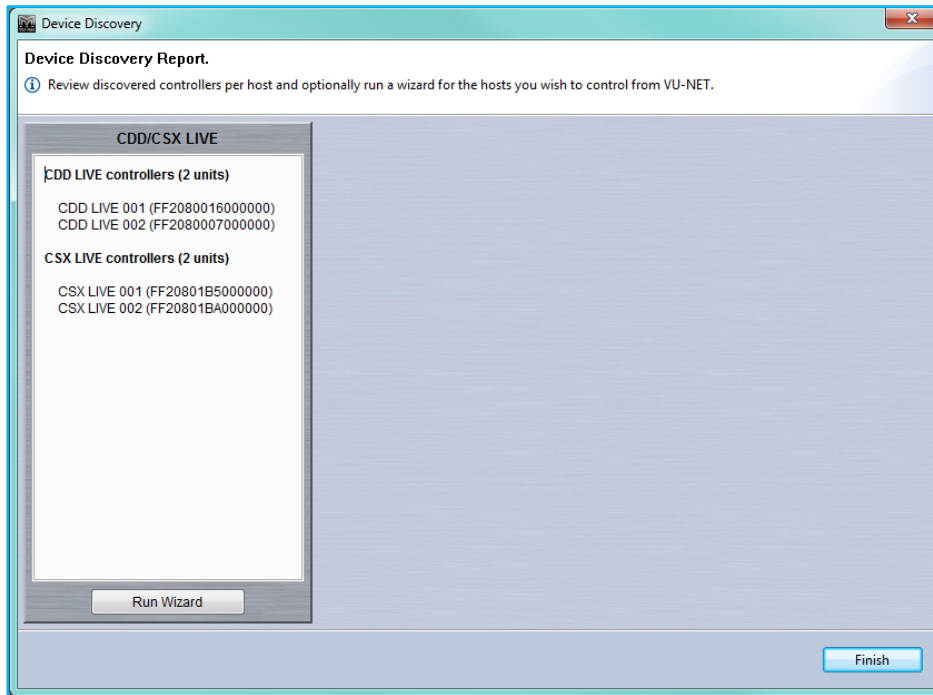 Device Discovery
Device Discovery Report.
Review discovered controllers per host and optionally run a wizard for the hosts you wish to control from VU-NET.
CDD/CSX LIVE
CDD LIVE controllers (2 units)
CDD LIVE 001 (FF2080016000000)
CDD LIVE 002 (FF2080007000000)
CSX LIVE controllers (2 units)
CSX LIVE 001 (FF20801B5000000)
CSX LIVE 002 (FF20801BA000000)
Run Wizard
Finish